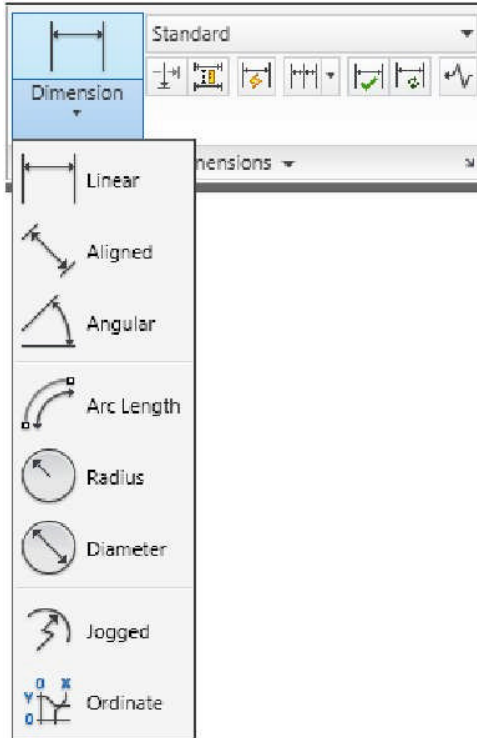 Standard
Dimension
nensions
Linear
Aligned
Angular
Arc Length
Radius
Diameter
Jogged
O X
Y
O
Ordinate